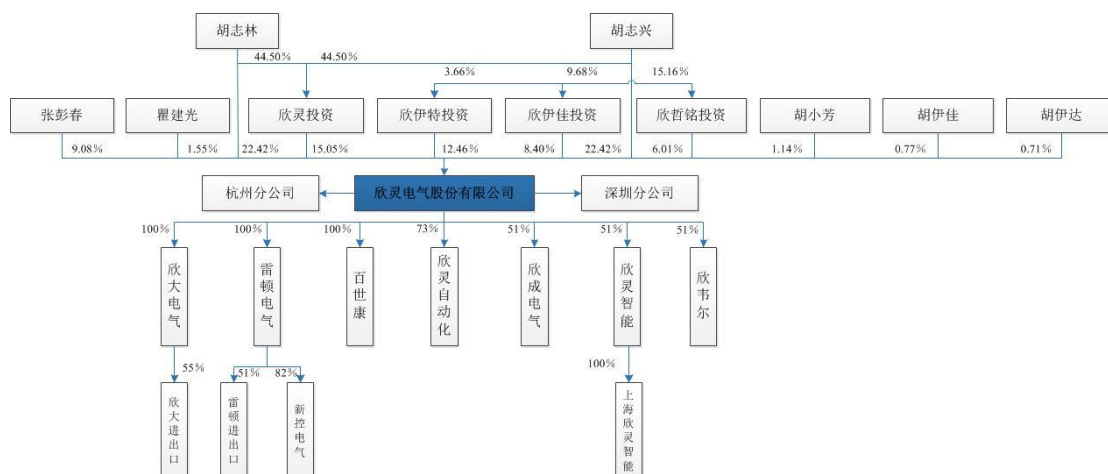 胡志林
胡志兴
44.50%
44.50%
3.66%
9.68%
15.16%
张彭春
瞿建光
欣灵投资
欣伊特投资
欣伊佳投资
欣哲铭投资
胡小芳
胡伊佳
胡伊达
9.08%
1.55%
22.42%
15.05%
12.46%
8.40%
22.42%
6.01%
1.14%
0.77%
0.71%
杭州分公司
欣灵电气股份有限公司
深圳分公司
100%
100%
100%
73%
51%
51%
51%
欣大电气
雷顿电气
百世康
欣灵自动化
欣成电气
欣灵智能
欣韦尔
55%
51%
82%
100%
欣大进出口
雷顿进出口
新控电气
上海欣灵智能